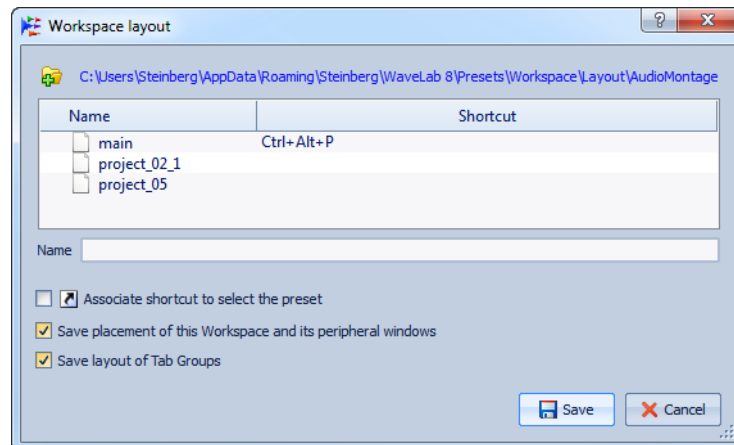 Workspace layout
C:\Users\Steinberg\AppData\Roaming\Steinberg\WaveLab 8\Presets\Workspace\Layout\AudioMontage
Name Shortcut
main Ctrl+Alt+P
project_02_1
project_05
Name
Associate shortcut to select the preset
Save placement of this Workspace and its peripheral windows
Save layout of Tab Groups
Save Cancel